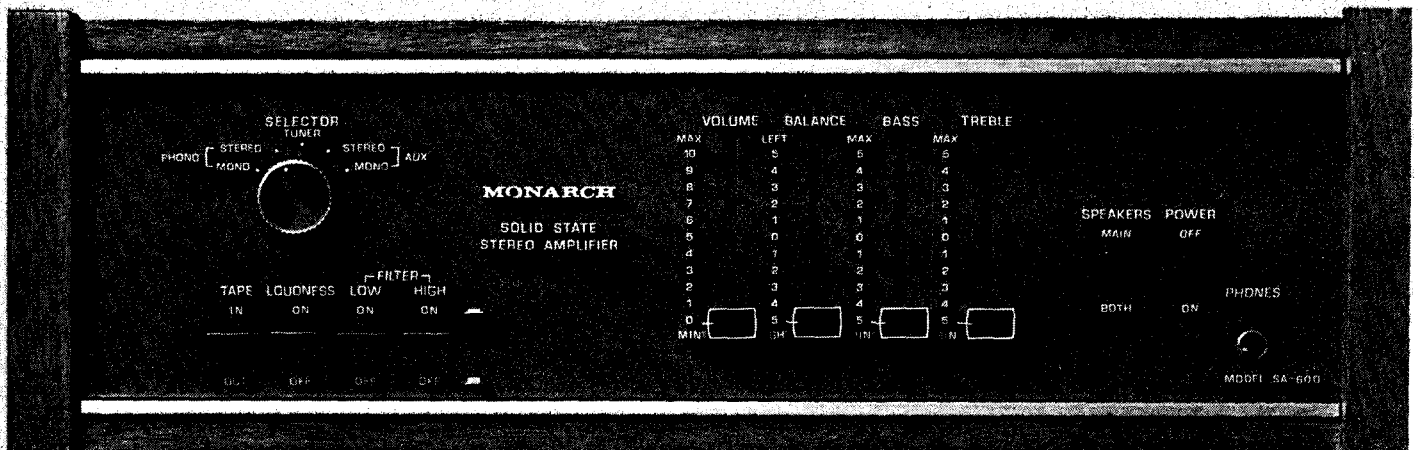 SELECTOR
TUNER
PHONO STEREO STEREO AUX
MONO MONO
MONARCH
SOLID STATE
STEREO AMPLIFIER
FILTER
TAPE LOUDNESS LOW HIGH
IN ON ON ON
OUT OFF OFF OFF
VOLUME BALANCE BASS TREBLE
MAX LEFT MAX MAX
10 5 5 5
9 4 4 4
8 3 3 3
7 2 2 2
6 1 1 1
5 0 0 0
4 1 1 1
3 2 2 2
2 3 3 3
1 4 4 4
0 5 5 5
MIN
SPEAKERS POWER
MAIN OFF
BOTH ON
PHONES
MODEL SA-600